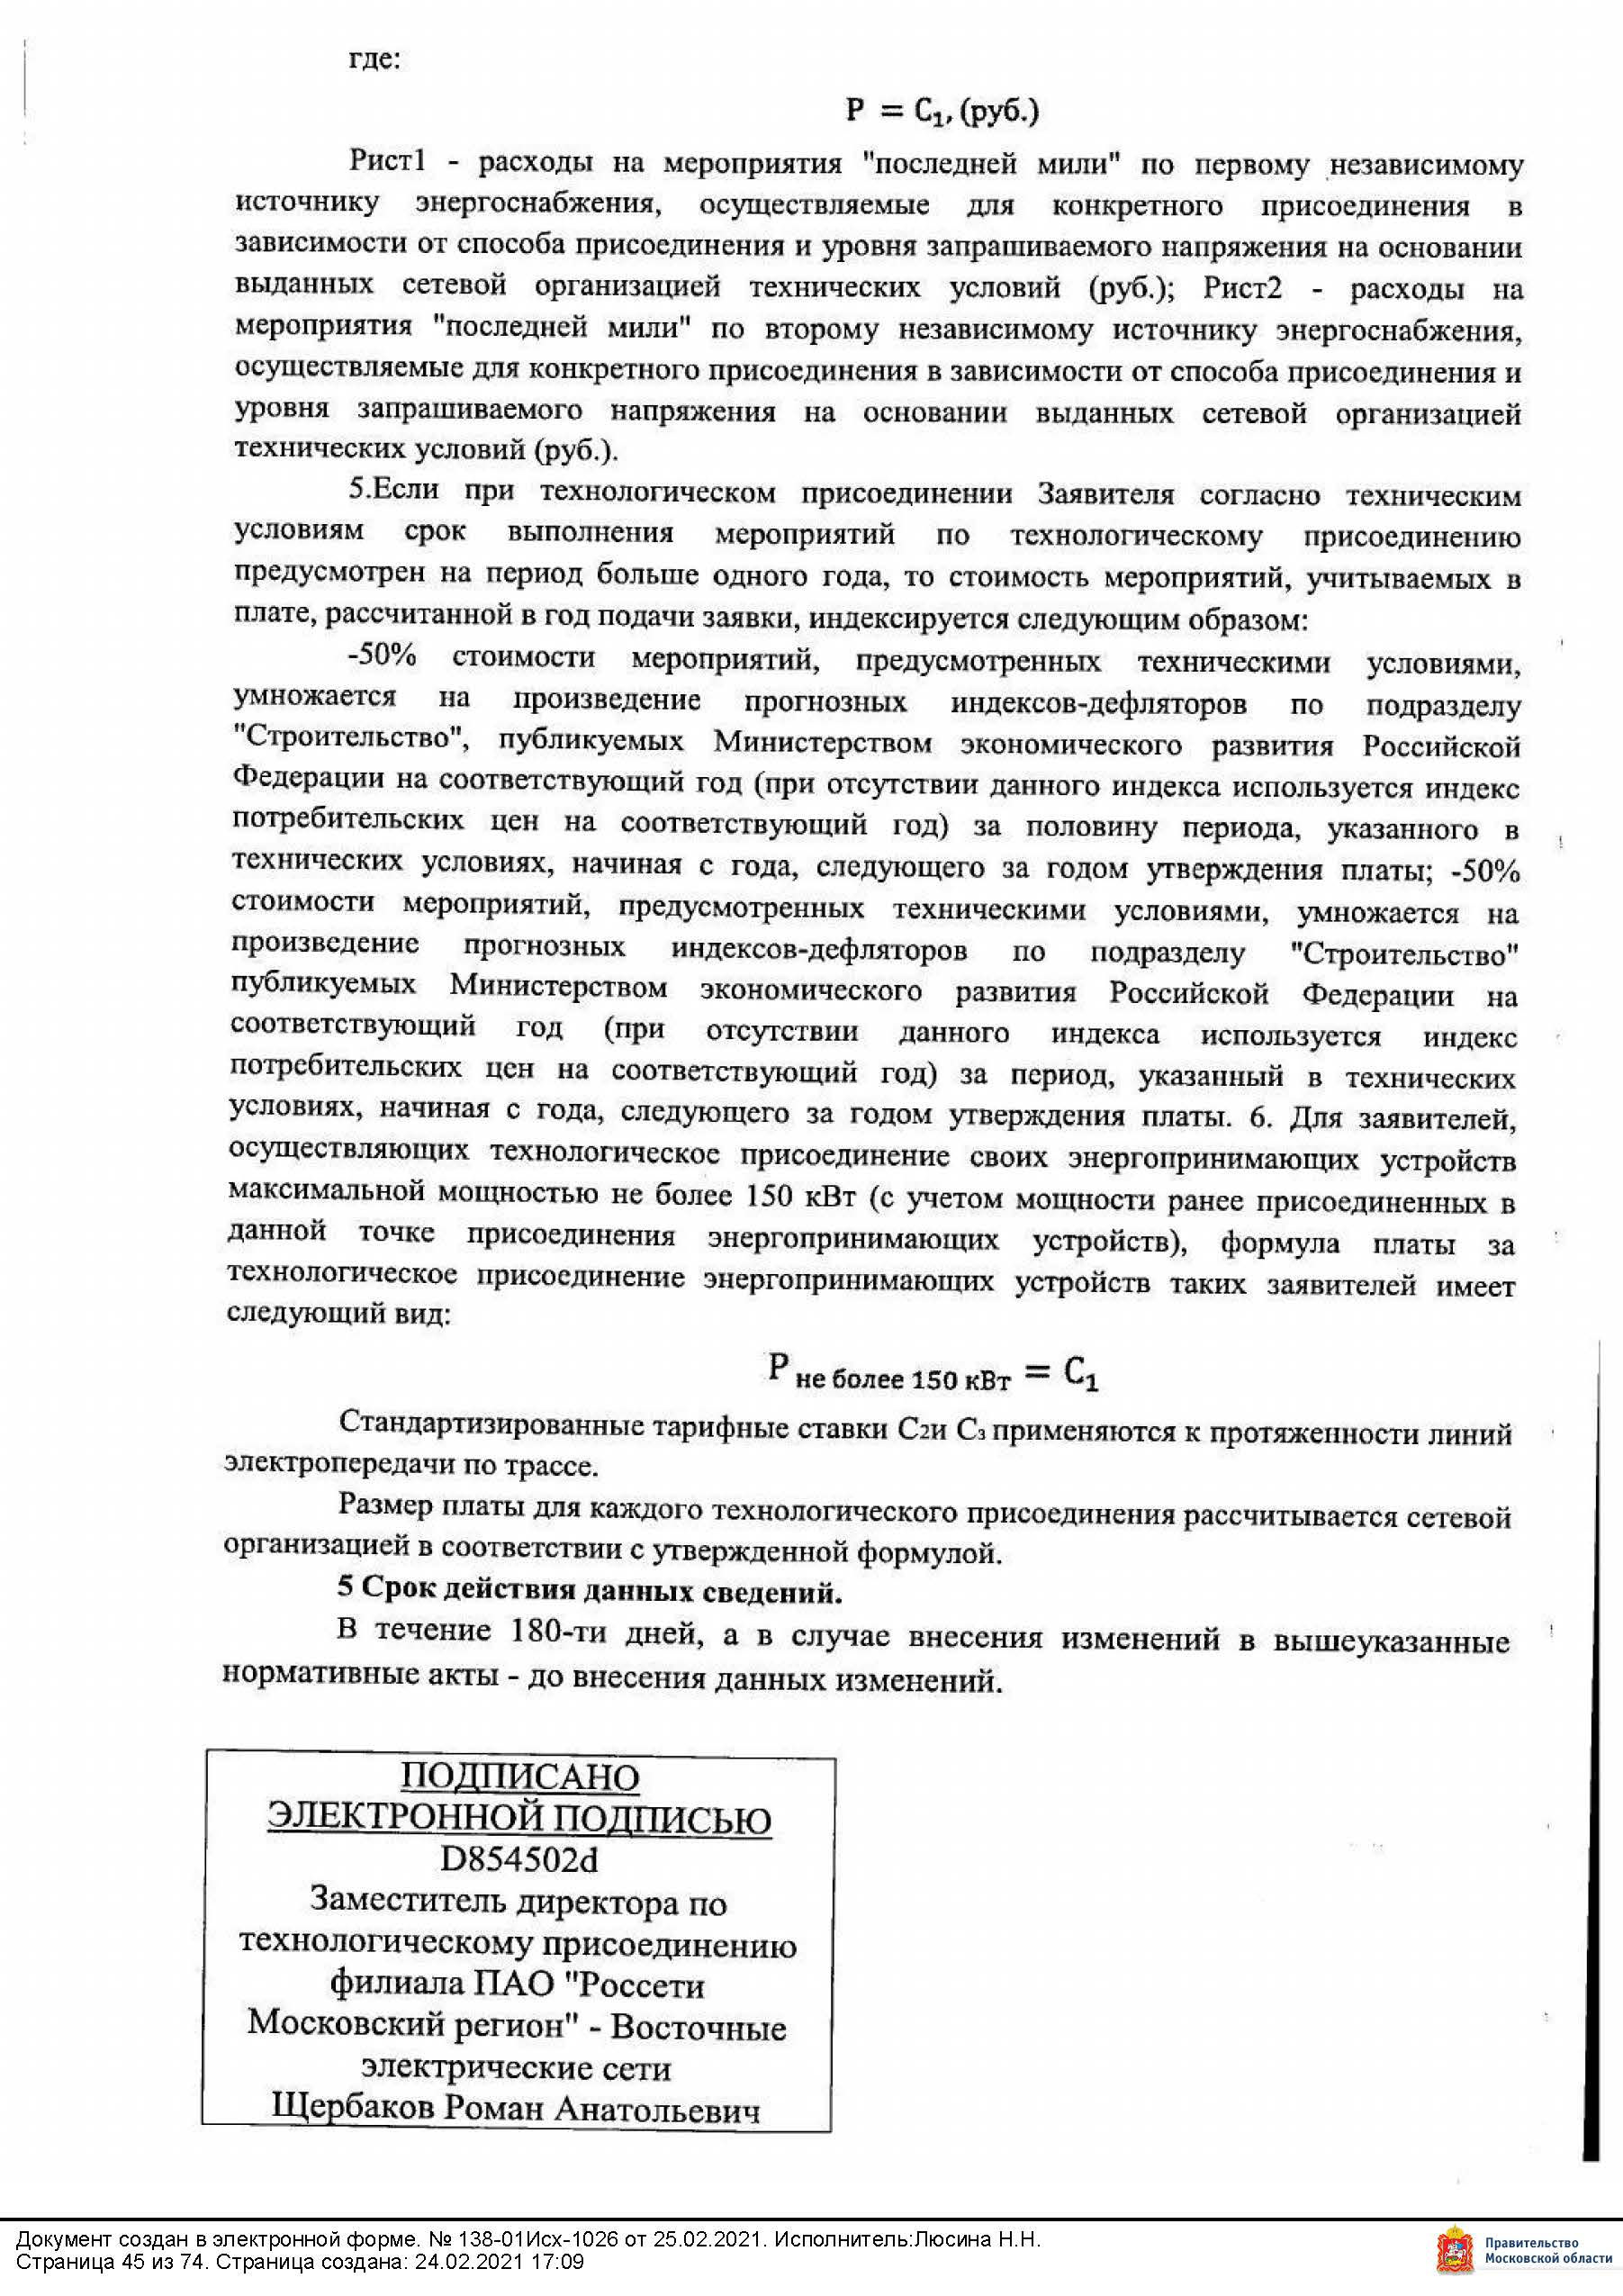 где:
P = C₁, (руб.)
Рист1 - расходы на мероприятия "последней мили" по первому независимому
источнику энергоснабжения, осуществляемые для конкретного присоединения в
зависимости от способа присоединения и уровня запрашиваемого напряжения на основании
выданных сетевой организацией технических условий (руб.); Рист2 - расходы на
мероприятия "последней мили" по второму независимому источнику энергоснабжения,
осуществляемые для конкретного присоединения в зависимости от способа присоединения и
уровня запрашиваемого напряжения на основании выданных сетевой организацией
технических условий (руб.).
5.Если при технологическом присоединении Заявителя согласно техническим
условиям срок выполнения мероприятий по технологическому присоединению
предусмотрен на период больше одного года, то стоимость мероприятий, учитываемых в
плате, рассчитанной в год подачи заявки, индексируется следующим образом:
-50% стоимости мероприятий, предусмотренных техническими условиями,
умножается на произведение прогнозных индексов-дефляторов по подразделу
"Строительство", публикуемых Министерством экономического развития Российской
Федерации на соответствующий год (при отсутствии данного индекса используется индекс
потребительских цен на соответствующий год) за половину периода, указанного в
технических условиях, начиная с года, следующего за годом утверждения платы; -50%
стоимости мероприятий, предусмотренных техническими условиями, умножается на
произведение прогнозных индексов-дефляторов по подразделу "Строительство"
публикуемых Министерством экономического развития Российской Федерации на
соответствующий год (при отсутствии данного индекса используется индекс
потребительских цен на соответствующий год) за период, указанный в технических
условиях, начиная с года, следующего за годом утверждения платы. 6. Для заявителей,
осуществляющих технологическое присоединение своих энергопринимающих устройств
максимальной мощностью не более 150 кВт (с учетом мощности ранее присоединенных в
данной точке присоединения энергопринимающих устройств), формула платы за
технологическое присоединение энергопринимающих устройств таких заявителей имеет
следующий вид:
P не более 150 кВт = C₁
Стандартизированные тарифные ставки С₂и С₃ применяются к протяженности линий
электропередачи по трассе.
Размер платы для каждого технологического присоединения рассчитывается сетевой
организацией в соответствии с утвержденной формулой.
5 Срок действия данных сведений.
В течение 180-ти дней, а в случае внесения изменений в вышеуказанные
нормативные акты - до внесения данных изменений.
ПОДПИСАНО
ЭЛЕКТРОННОЙ ПОДПИСЬЮ
D854502d
Заместитель директора по
технологическому присоединению
филиала ПАО "Россети
Московский регион" - Восточные
электрические сети
Щербаков Роман Анатольевич
Документ создан в электронной форме. № 138-01Исх-1026 от 25.02.2021. Исполнитель:Люсина Н.Н.
Страница 45 из 74. Страница создана: 24.02.2021 17:09
Правительство
Московской области